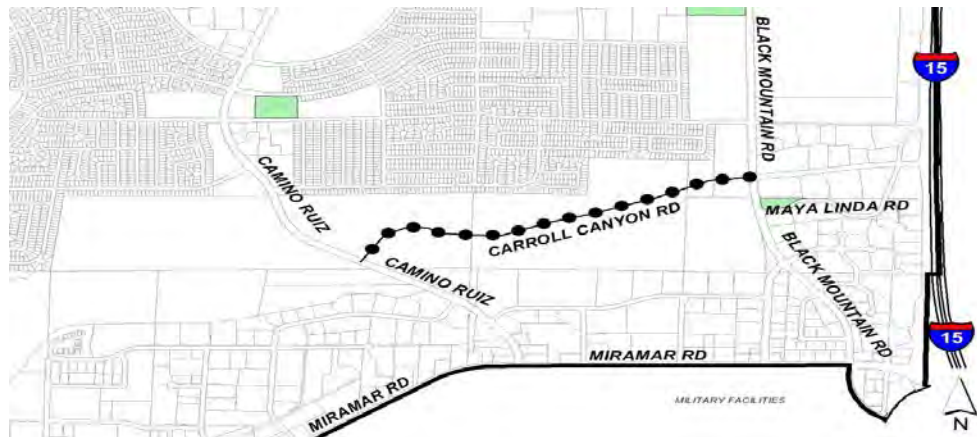 BLACK MOUNTAIN RD
15
CAMINO RUIZ
MAYA LINDA RD
CARROLL CANYON RD
CAMINO RUIZ
BLACK MOUNTAIN RD
15
MIRAMAR RD
MIRAMAR RD
MILITARY FACILITIES
N